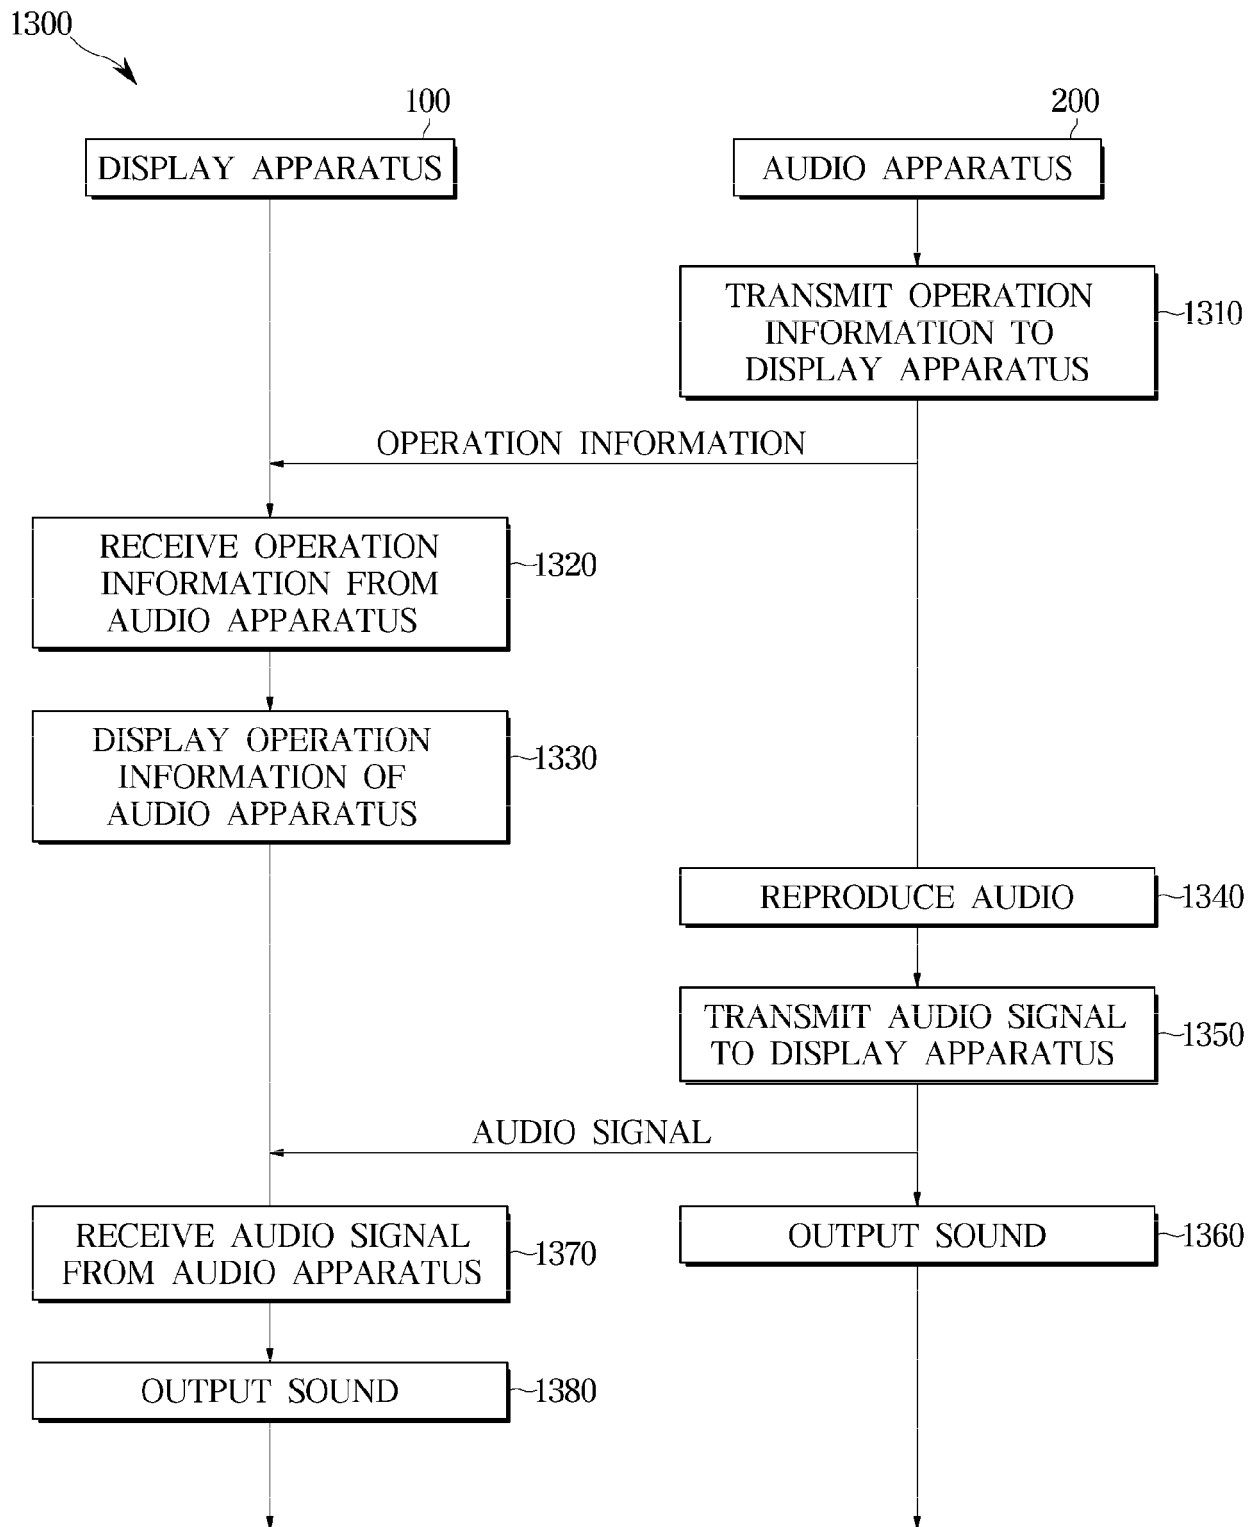 1300
100
200
DISPLAY APPARATUS
AUDIO APPARATUS
TRANSMIT OPERATION
INFORMATION TO
DISPLAY APPARATUS
1310
OPERATION INFORMATION
RECEIVE OPERATION
INFORMATION FROM
AUDIO APPARATUS
1320
DISPLAY OPERATION
INFORMATION OF
AUDIO APPARATUS
1330
REPRODUCE AUDIO
1340
TRANSMIT AUDIO SIGNAL
TO DISPLAY APPARATUS
1350
AUDIO SIGNAL
RECEIVE AUDIO SIGNAL
FROM AUDIO APPARATUS
1370
OUTPUT SOUND
1360
OUTPUT SOUND
1380